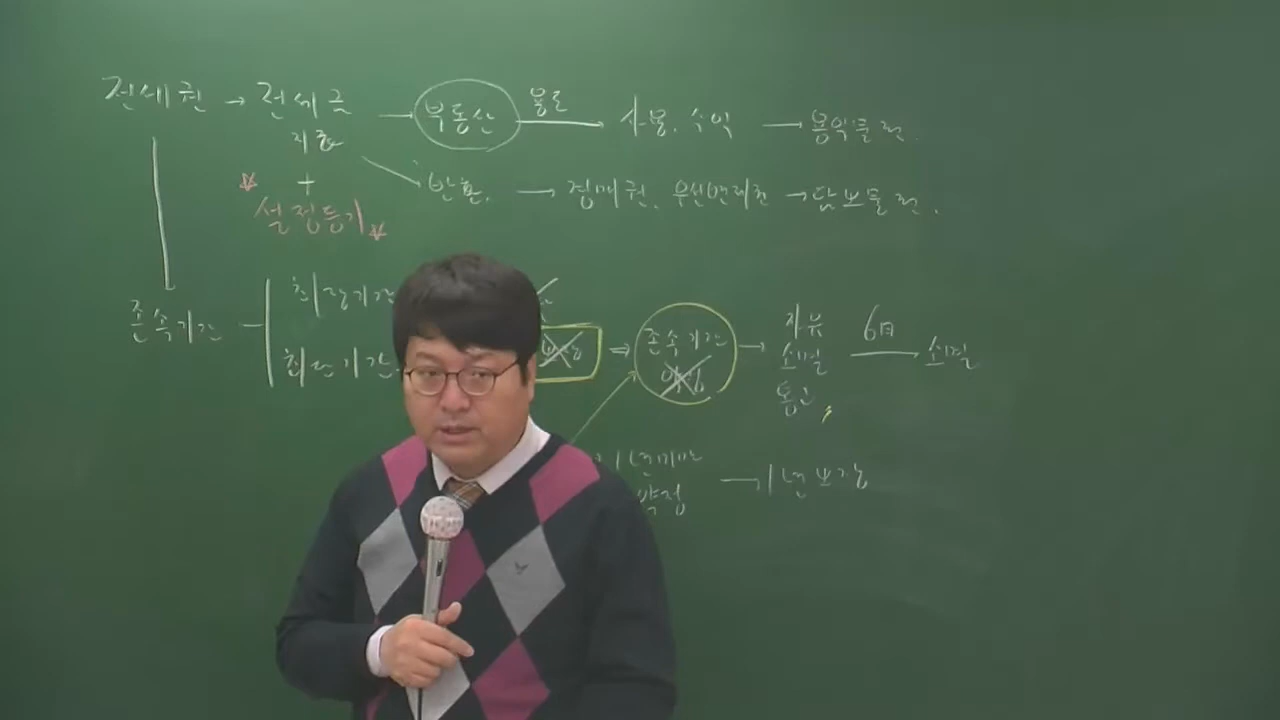 전세권 → 전세금 → 부동산 용도 → 사용. 수익 → 용익물권.
지급
+ 반환. → 경매권, 우선변제권 → 담보물권.
설정등기
존속기간
최장기간
최단기간. ⇒ 존속기간 약정 → 자유 소멸 통고 6月 → 소멸
1년미만 약정 → 1년 보장